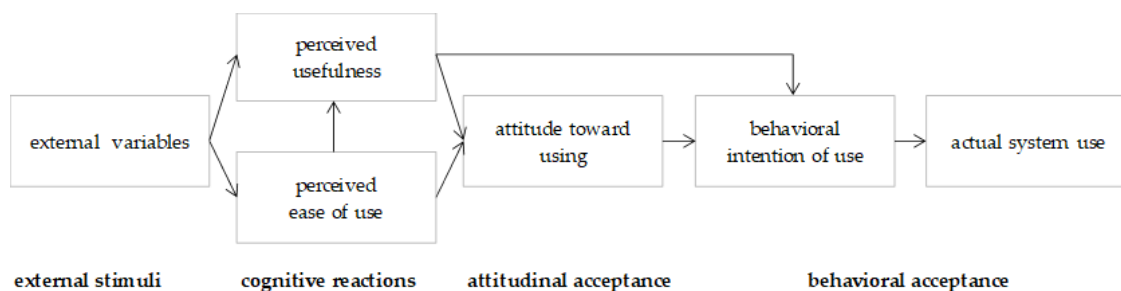 perceived
usefulness
external variables
attitude toward
using
behavioral
intention of use
actual system use
perceived
ease of use
external stimuli
cognitive reactions
attitudinal acceptance
behavioral acceptance